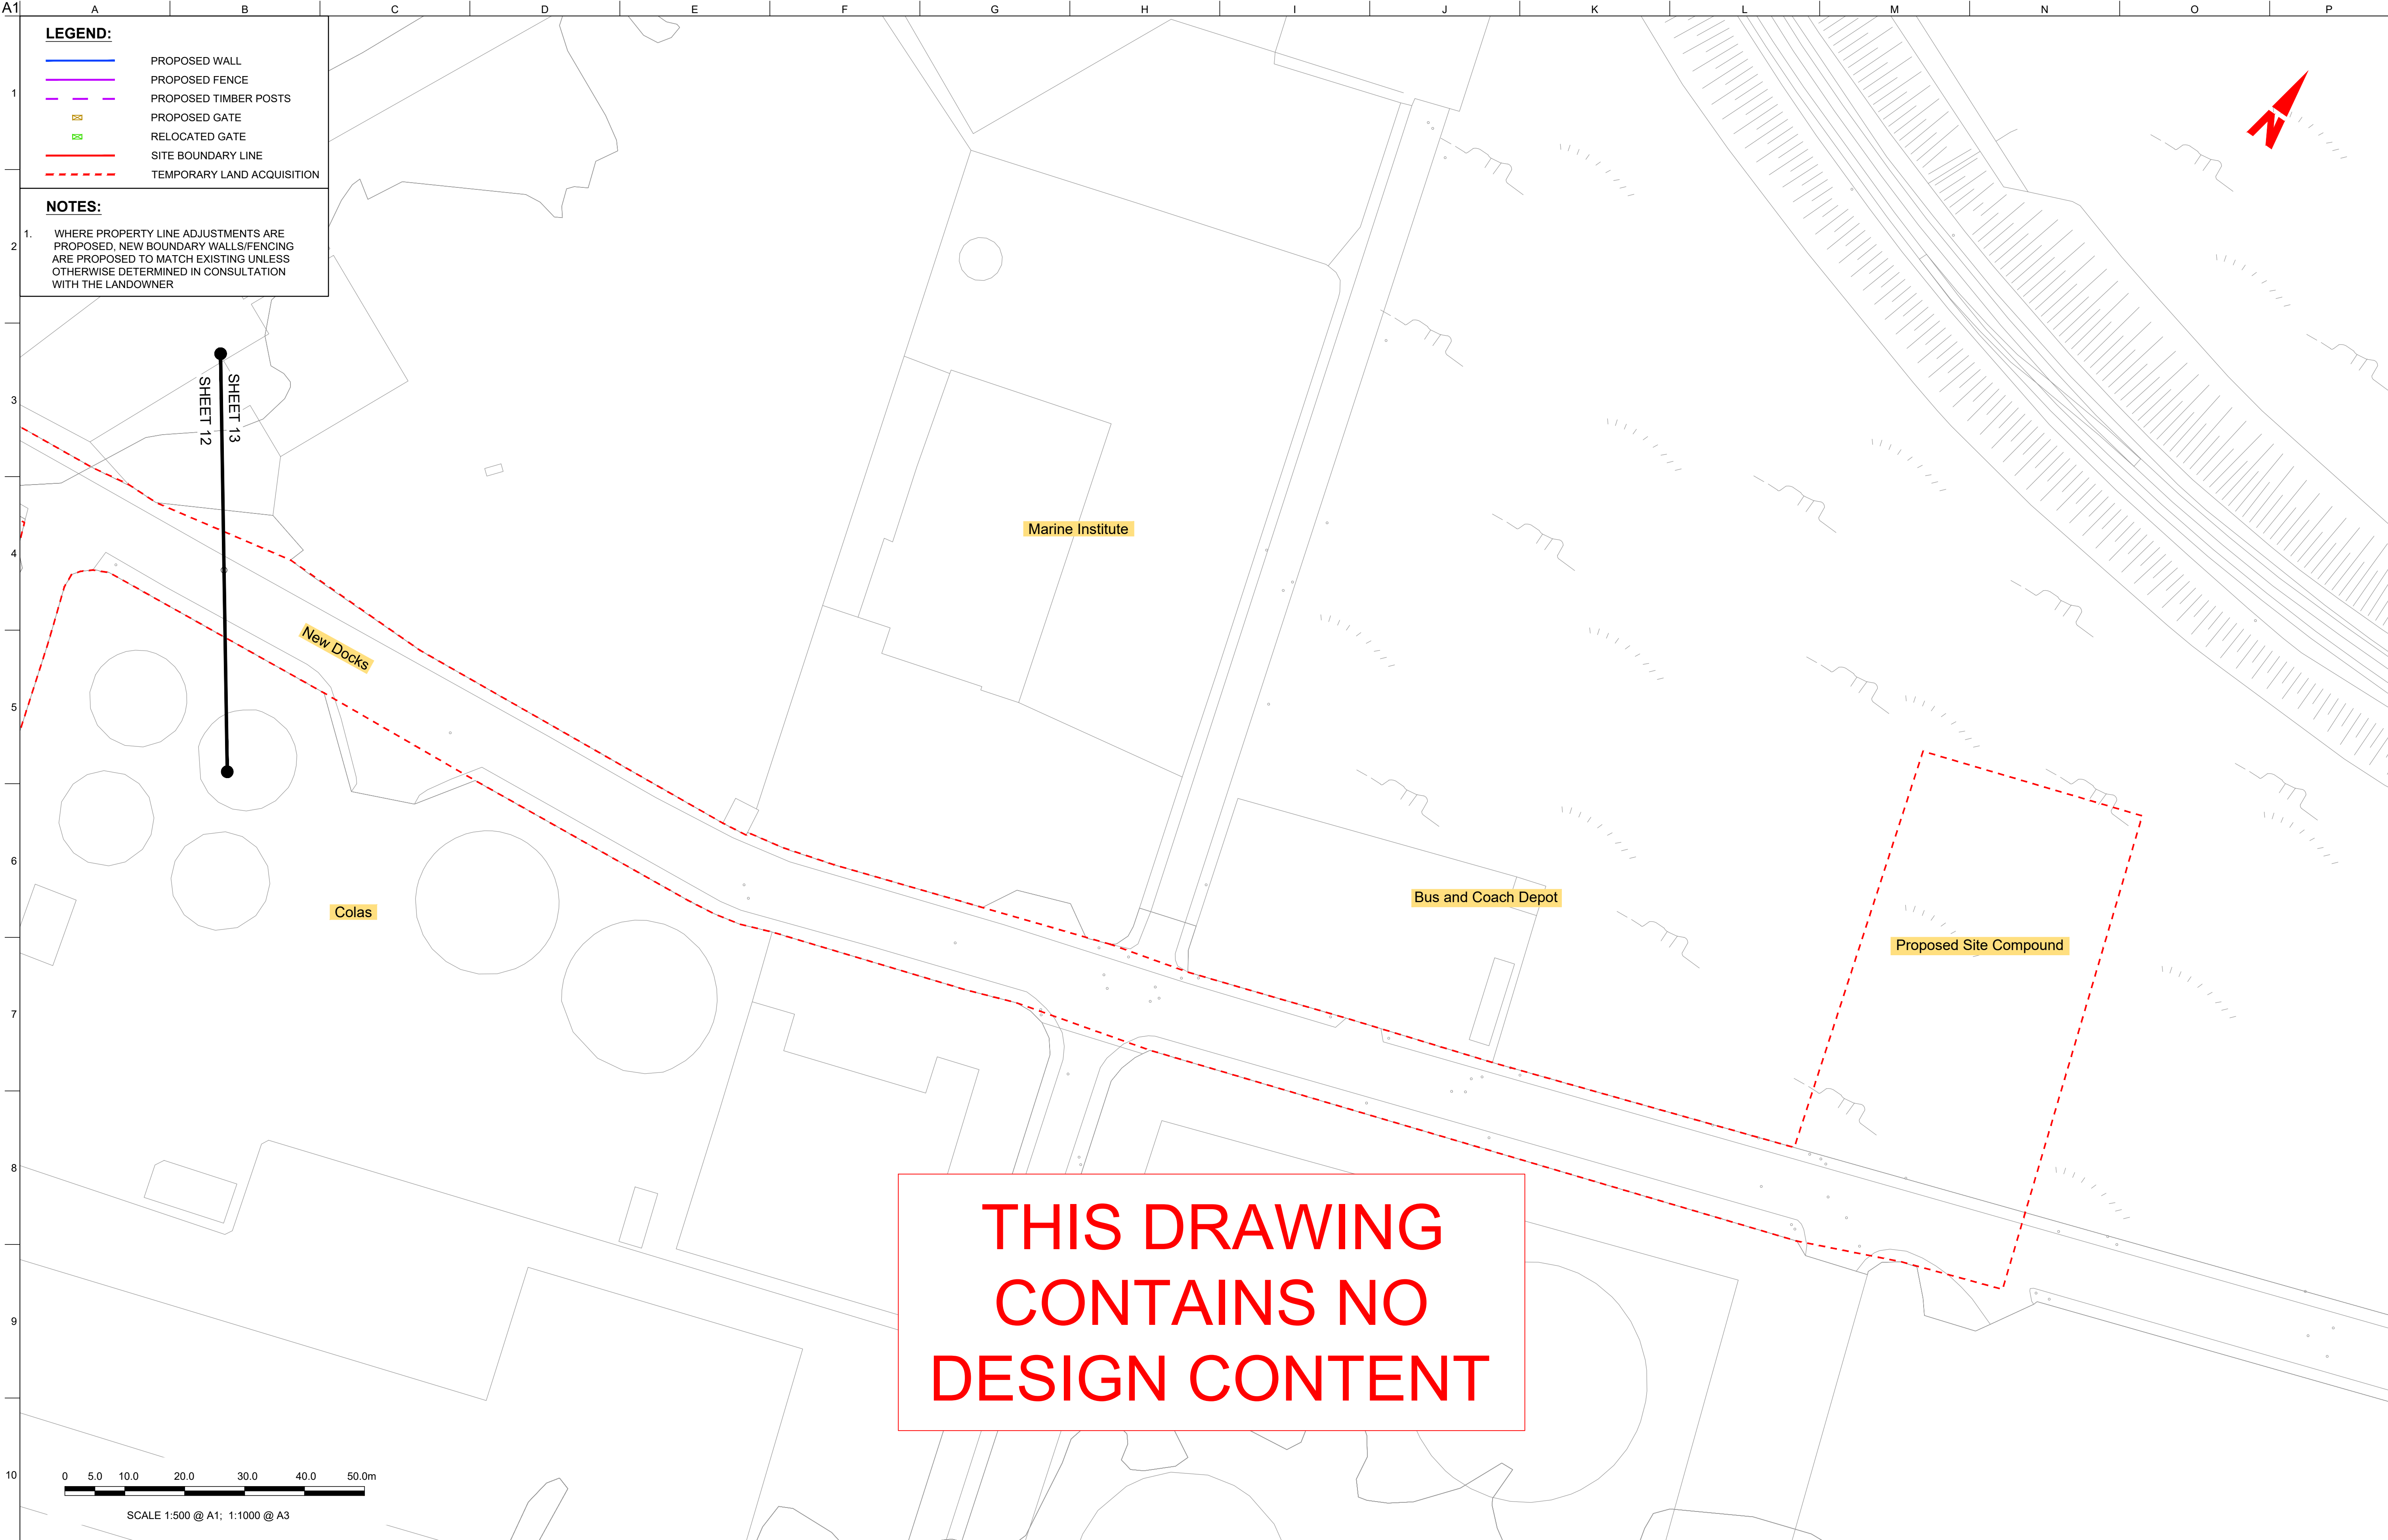 A1
A B C D E F G H I J K L M N O P
LEGEND:
PROPOSED WALL
PROPOSED FENCE
PROPOSED TIMBER POSTS
PROPOSED GATE
RELOCATED GATE
SITE BOUNDARY LINE
TEMPORARY LAND ACQUISITION
NOTES:
1. WHERE PROPERTY LINE ADJUSTMENTS ARE
PROPOSED, NEW BOUNDARY WALLS/FENCING
ARE PROPOSED TO MATCH EXISTING UNLESS
OTHERWISE DETERMINED IN CONSULTATION
WITH THE LANDOWNER
1
2
3
4
5
6
7
8
9
10
N
SHEET 13
SHEET 12
New Docks
Marine Institute
Colas
Bus and Coach Depot
Proposed Site Compound
THIS DRAWING
CONTAINS NO
DESIGN CONTENT
0 5.0 10.0 20.0 30.0 40.0 50.0m
SCALE 1:500 @ A1; 1:1000 @ A3